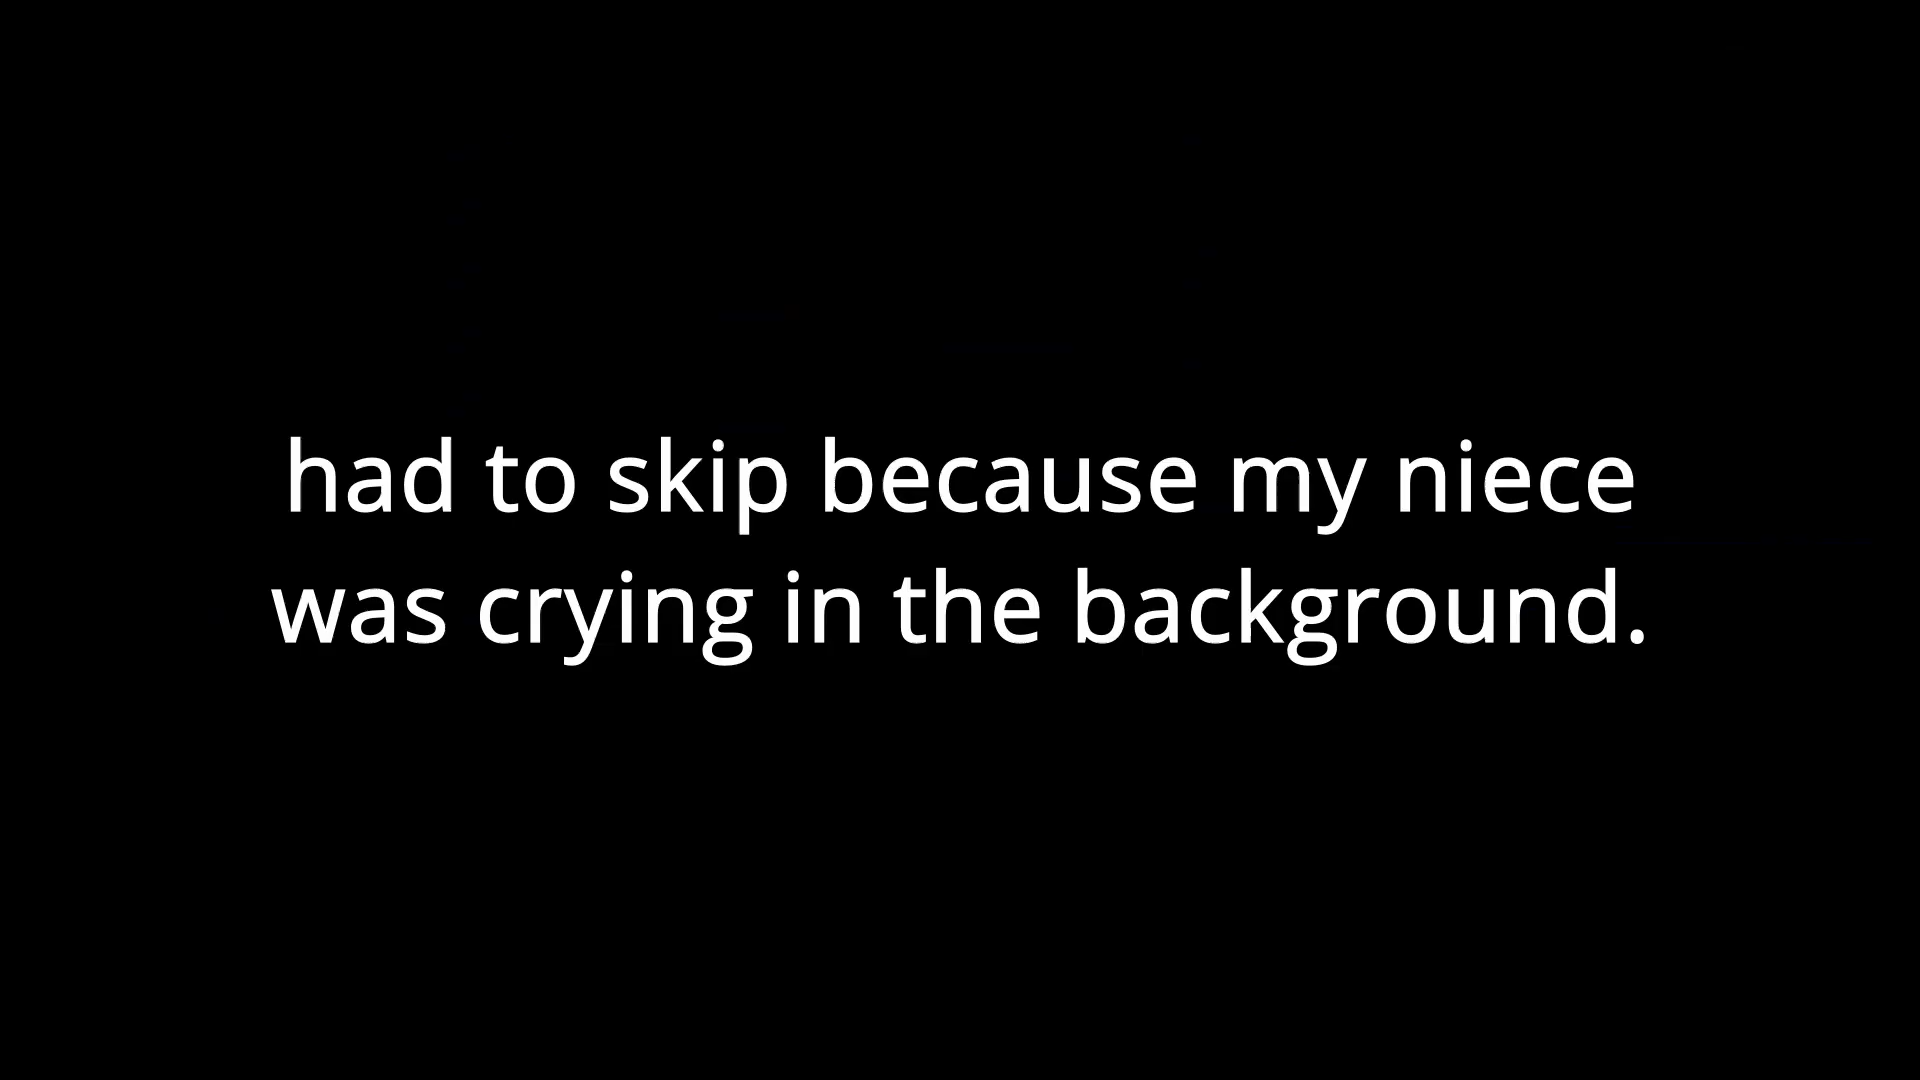 had to skip because my niece
was crying in the background.